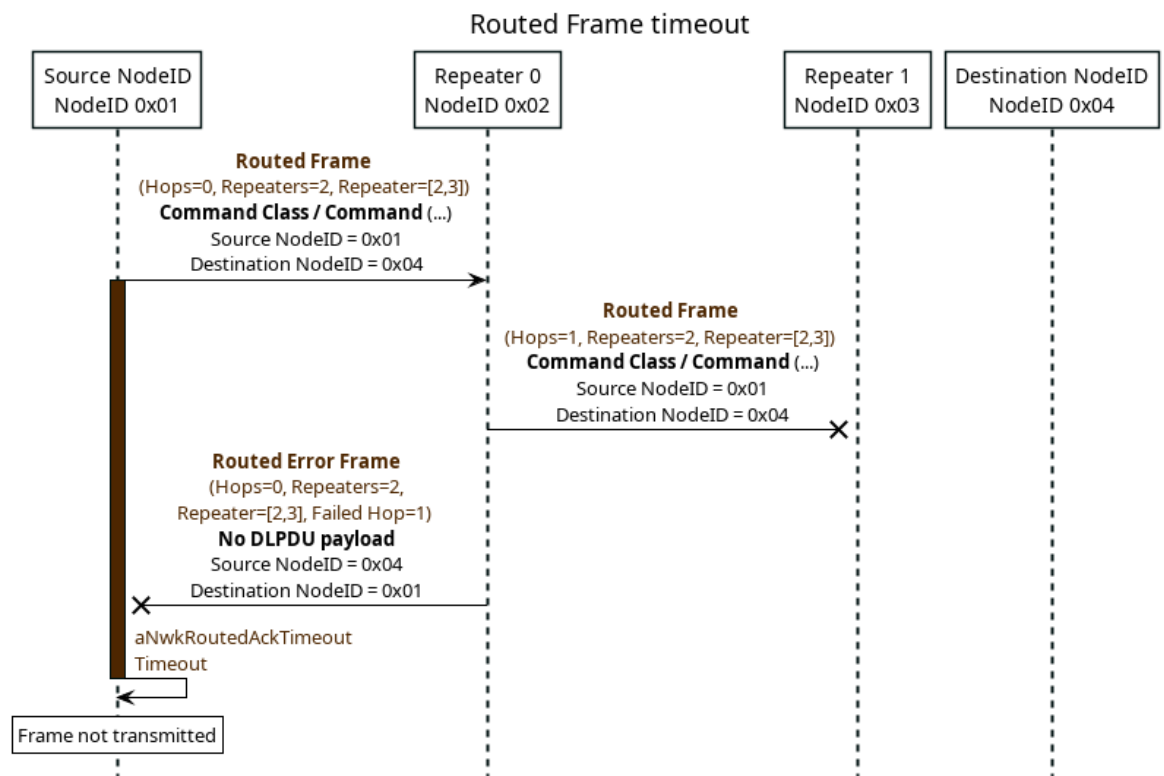 Routed Frame timeout
Source NodeID
NodeID 0x01
Repeater 0
NodeID 0x02
Repeater 1
NodeID 0x03
Destination NodeID
NodeID 0x04
Routed Frame
(Hops=0, Repeaters=2, Repeater=[2,3])
Command Class / Command (...)
Source NodeID = 0x01
Destination NodeID = 0x04
Routed Frame
(Hops=1, Repeaters=2, Repeater=[2,3])
Command Class / Command (...)
Source NodeID = 0x01
Destination NodeID = 0x04
Routed Error Frame
(Hops=0, Repeaters=2,
Repeater=[2,3], Failed Hop=1)
No DLPDU payload
Source NodeID = 0x04
Destination NodeID = 0x01
aNwkRoutedAckTimeout
Timeout
Frame not transmitted